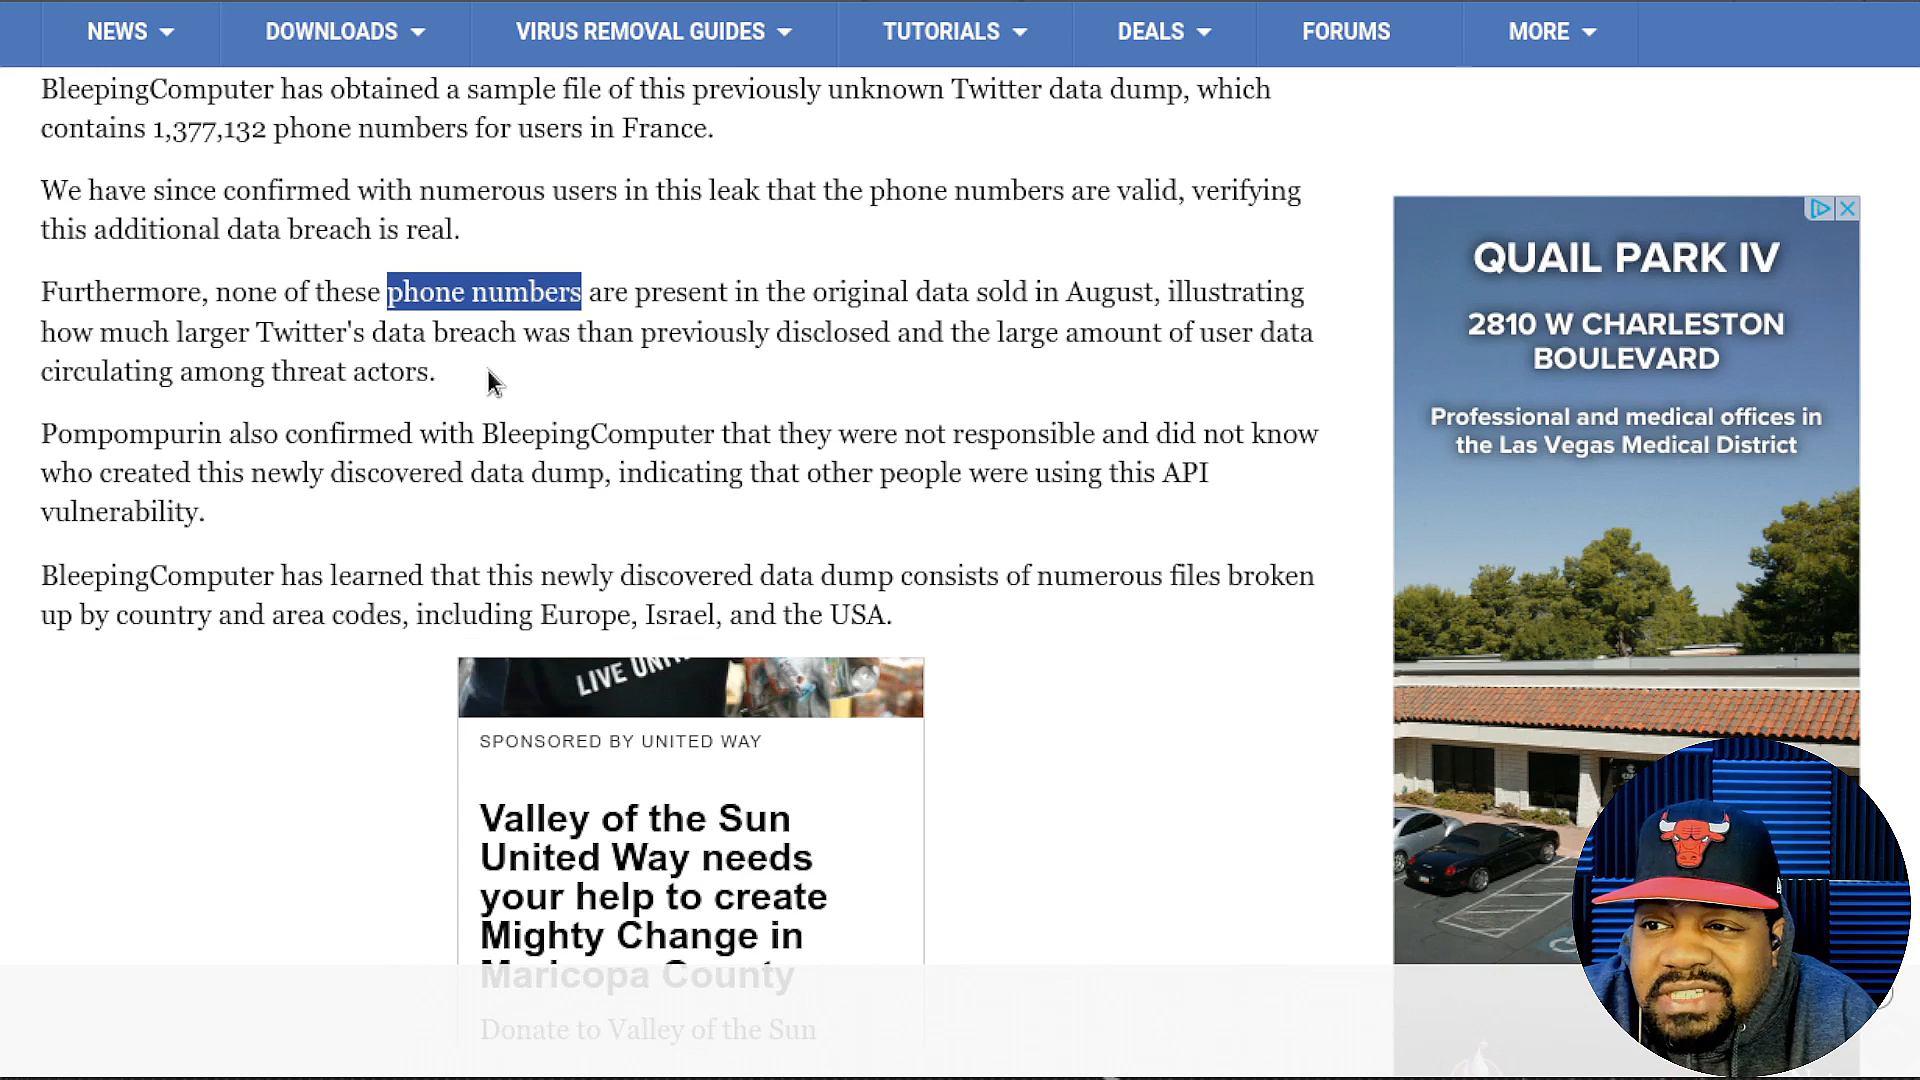 NEWS DOWNLOADS VIRUS REMOVAL GUIDES TUTORIALS DEALS FORUMS MORE
BleepingComputer has obtained a sample file of this previously unknown Twitter data dump, which
contains 1,377,132 phone numbers for users in France.
We have since confirmed with numerous users in this leak that the phone numbers are valid, verifying
this additional data breach is real.
Furthermore, none of these phone numbers are present in the original data sold in August, illustrating
how much larger Twitter's data breach was than previously disclosed and the large amount of user data
circulating among threat actors.
Pompompurin also confirmed with BleepingComputer that they were not responsible and did not know
who created this newly discovered data dump, indicating that other people were using this API
vulnerability.
BleepingComputer has learned that this newly discovered data dump consists of numerous files broken
up by country and area codes, including Europe, Israel, and the USA.
LIVE
SPONSORED BY UNITED WAY
Valley of the Sun
United Way needs
your help to create
Mighty Change in
Maricopa County
Donate to Valley of the Sun
QUAIL PARK IV
2810 W CHARLESTON
BOULEVARD
Professional and medical offices in
the Las Vegas Medical District